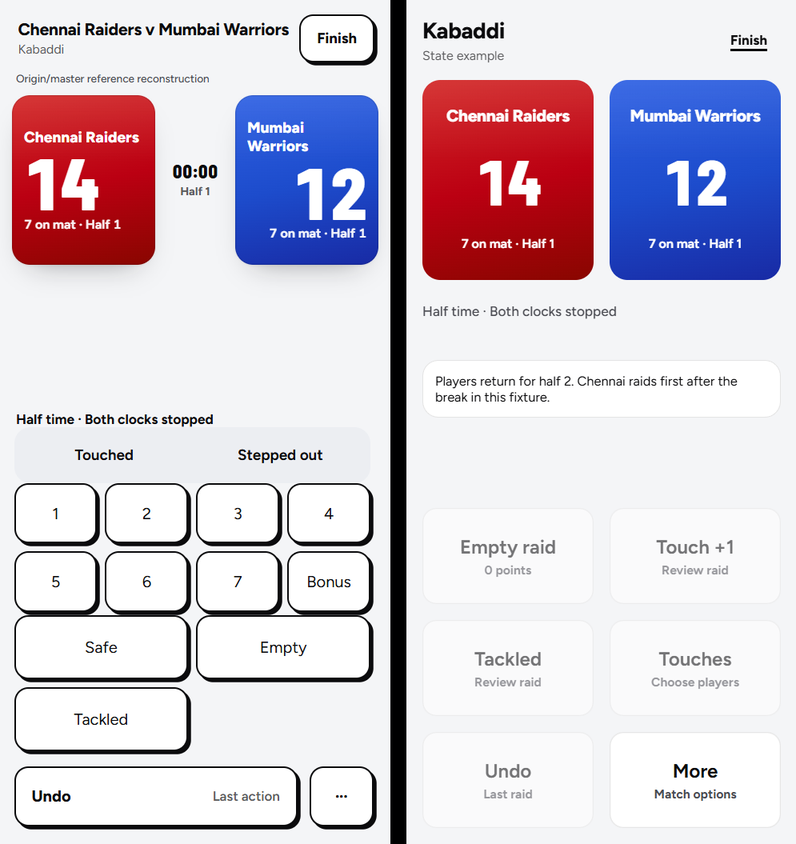 Chennai Raiders v Mumbai Warriors
Kabaddi
Finish
Origin/master reference reconstruction
Chennai Raiders
14
7 on mat · Half 1
00:00
Half 1
Mumbai
Warriors
12
7 on mat · Half 1
Half time · Both clocks stopped
Touched
Stepped out
1
2
3
4
5
6
7
Bonus
Safe
Empty
Tackled
Undo
Last action
...
Kabaddi
State example
Finish
Chennai Raiders
14
7 on mat · Half 1
Mumbai Warriors
12
7 on mat · Half 1
Half time · Both clocks stopped
Players return for half 2. Chennai raids first after the
break in this fixture.
Empty raid
0 points
Touch +1
Review raid
Tackled
Review raid
Touches
Choose players
Undo
Last raid
More
Match options